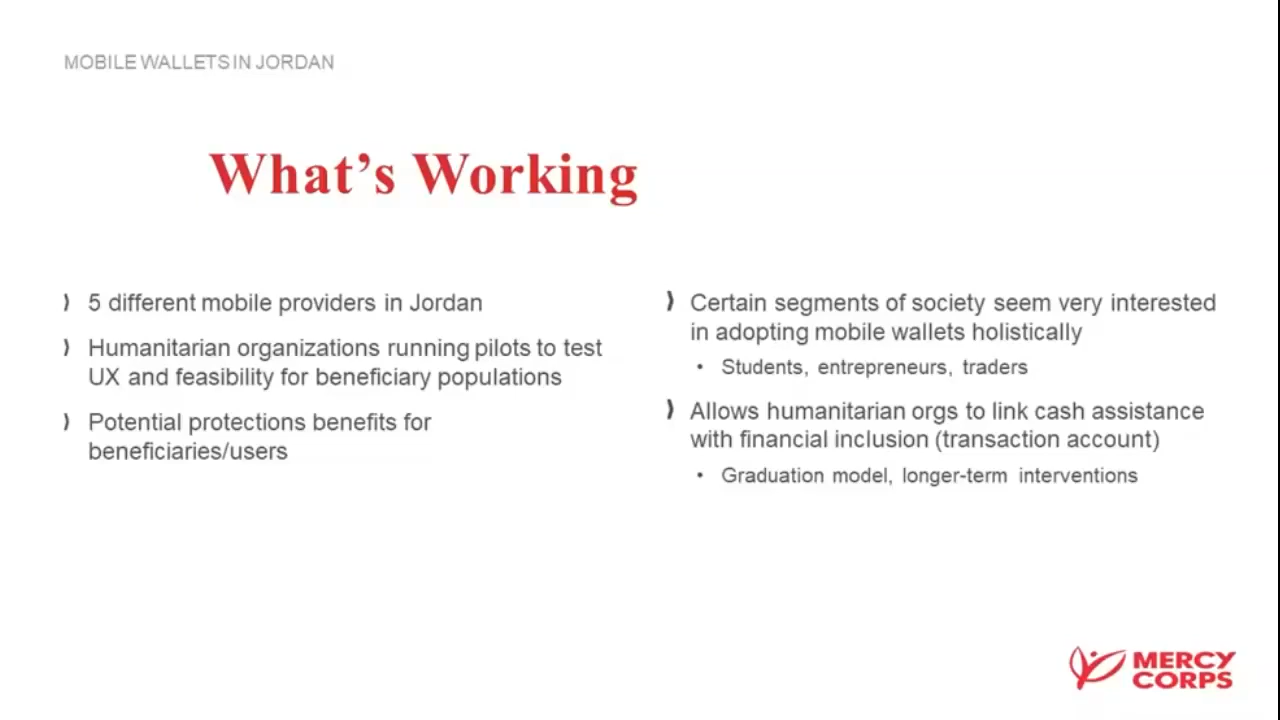 MOBILE WALLETS IN JORDAN
What's Working
5 different mobile providers in Jordan
Humanitarian organizations running pilots to test
UX and feasibility for beneficiary populations
Potential protections benefits for
beneficiaries/users
Certain segments of society seem very interested
in adopting mobile wallets holistically
• Students, entrepreneurs, traders
Allows humanitarian orgs to link cash assistance
with financial inclusion (transaction account)
• Graduation model, longer-term interventions
MERCY
CORPS